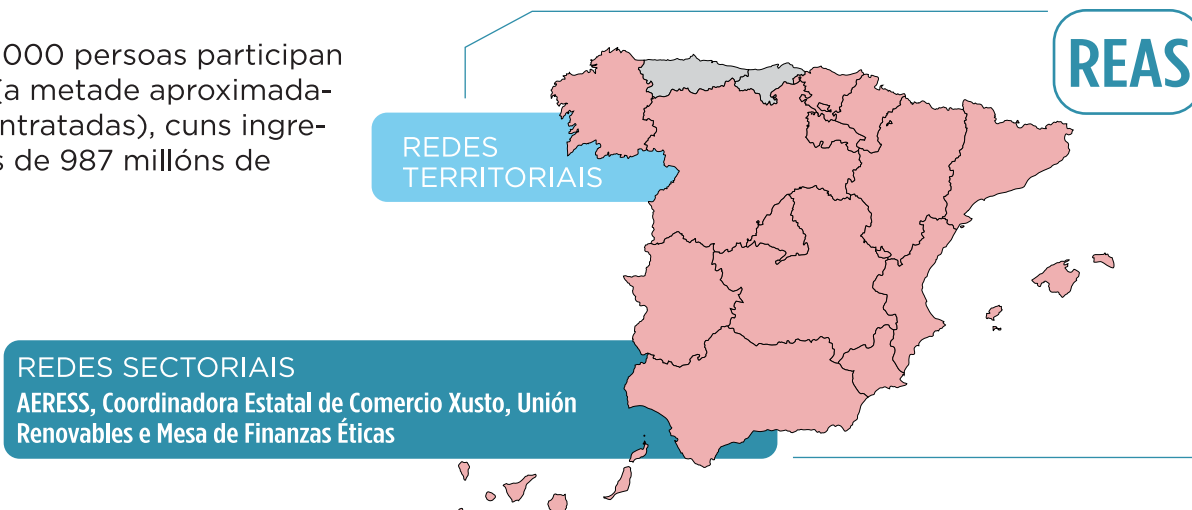 000 persoas participan
(a metade aproximada-
ntratadas), cuns ingre-
s de 987 millóns de
REAS
REDES
TERRITORIAIS
REDES SECTORIAIS
AERESS, Coordinadora Estatal de Comercio Xusto, Unión
Renovables e Mesa de Finanzas Éticas